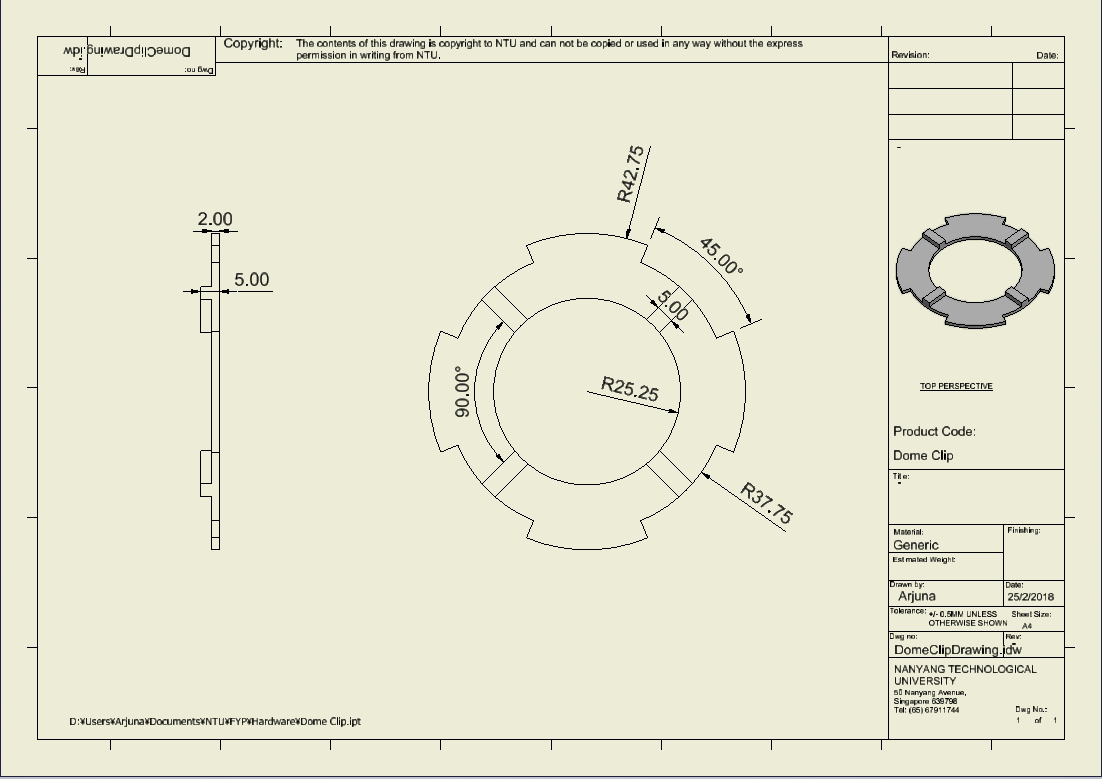 DomeClipDrawing.idw
Dwg no:
Rev:
Copyright: The contents of this drawing is copyright to NTU and can not be copied or used in any way without the express
permission in writing from NTU.
Revision: Date:
R42.75
2.00
45.00°
5.00
5.00
90.00°
R25.25
R37.75
TOP PERSPECTIVE
Product Code:
Dome Clip
Title:
Material: Finishing:
Generic
Estimated Weight:
Drawn by: Date:
Arjuna 25/2/2018
Tolerance: +/- 0.5MM UNLESS Sheet Size:
OTHERWISE SHOWN A4
Dwg no: Rev:
DomeClipDrawing.idw
NANYANG TECHNOLOGICAL
UNIVERSITY
50 Nanyang Avenue,
Singapore 639798
Tel: (65) 67911744 Dwg No.:
1 of 1
D:¥Users¥Arjuna¥Documents¥NTU¥FYP¥Hardware¥Dome Clip.ipt